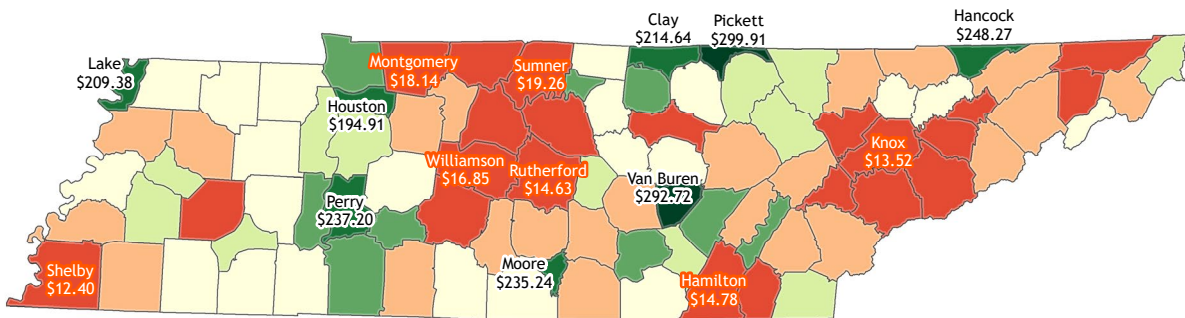 Clay
$214.64
Pickett
$299.91
Hancock
$248.27
Lake
$209.38
Montgomery
$18.14
Sumner
$19.26
Houston
$194.91
Knox
$13.52
Williamson
$16.85
Rutherford
$14.63
Van Buren
$292.72
Perry
$237.20
Moore
$235.24
Shelby
$12.40
Hamilton
$14.78